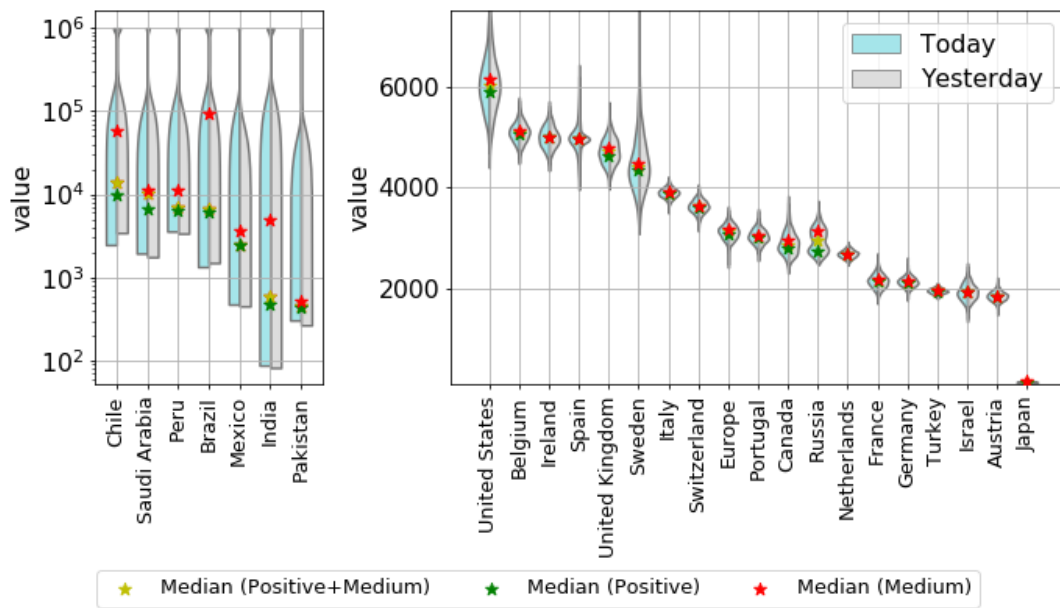 value
10^6
10^5
10^4
10^3
10^2
Chile
Saudi Arabia
Peru
Brazil
Mexico
India
Pakistan
value
6000
4000
2000
Today
Yesterday
United States
Belgium
Ireland
Spain
United Kingdom
Sweden
Italy
Switzerland
Europe
Portugal
Canada
Russia
Netherlands
France
Germany
Turkey
Israel
Austria
Japan
Median (Positive+Medium)
Median (Positive)
Median (Medium)